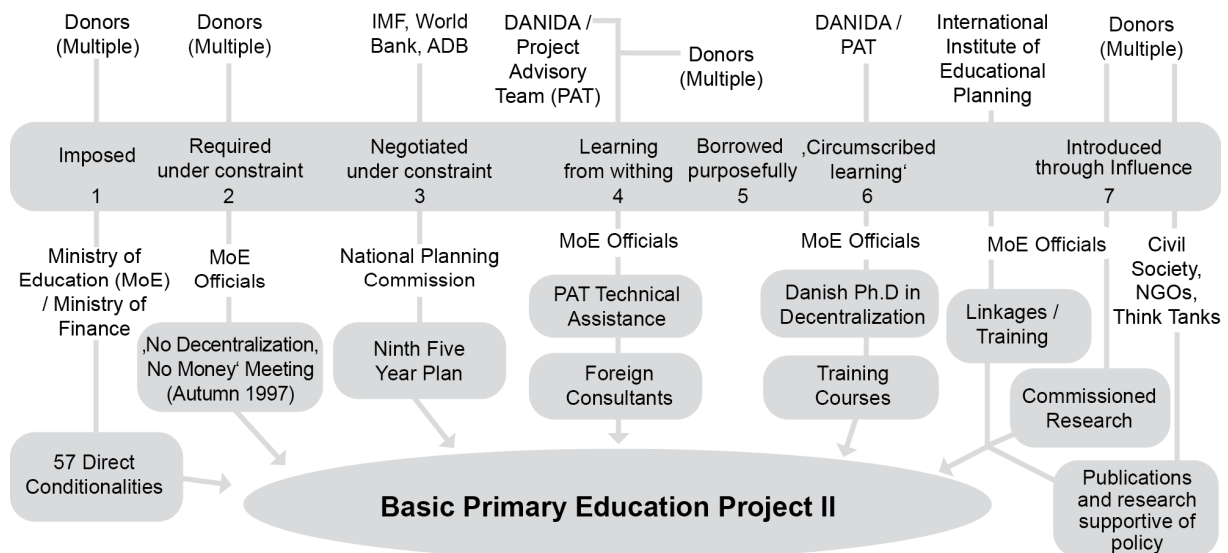 Donors
(Multiple)
Donors
(Multiple)
IMF, World
Bank, ADB
DANIDA /
Project
Advisory
Team (PAT)
Donors
(Multiple)
DANIDA /
PAT
International
Institute of
Educational
Planning
Donors
(Multiple)
Imposed
1
Required
under constraint
2
Negotiated
under constraint
3
Learning
from withing
4
Borrowed
purposefully
5
‚Circumscribed
learning‘
6
Introduced
through Influence
7
Ministry of
Education (MoE)
/ Ministry of
Finance
MoE
Officials
National Planning
Commission
MoE Officials
MoE Officials
MoE Officials
Civil
Society,
NGOs,
Think Tanks
‚No Decentralization,
No Money‘ Meeting
(Autumn 1997)
Ninth Five
Year Plan
PAT Technical
Assistance
Foreign
Consultants
Danish Ph.D in
Decentralization
Training
Courses
Linkages /
Training
Commissioned
Research
57 Direct
Conditionalities
Publications
and research
supportive of
policy
Basic Primary Education Project II